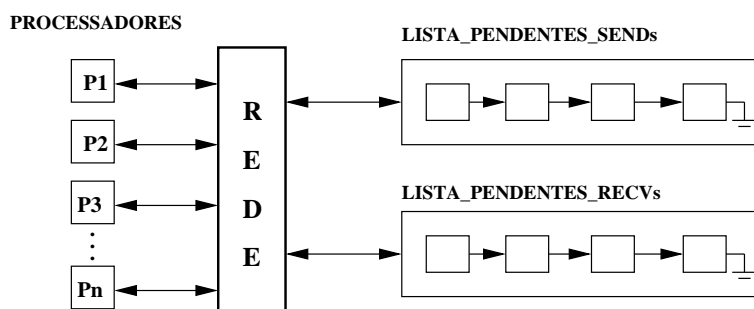 PROCESSADORES
P1
P2
P3
Pn
R
E
D
E
LISTA_PENDENTES_SENDs
LISTA_PENDENTES_RECVs